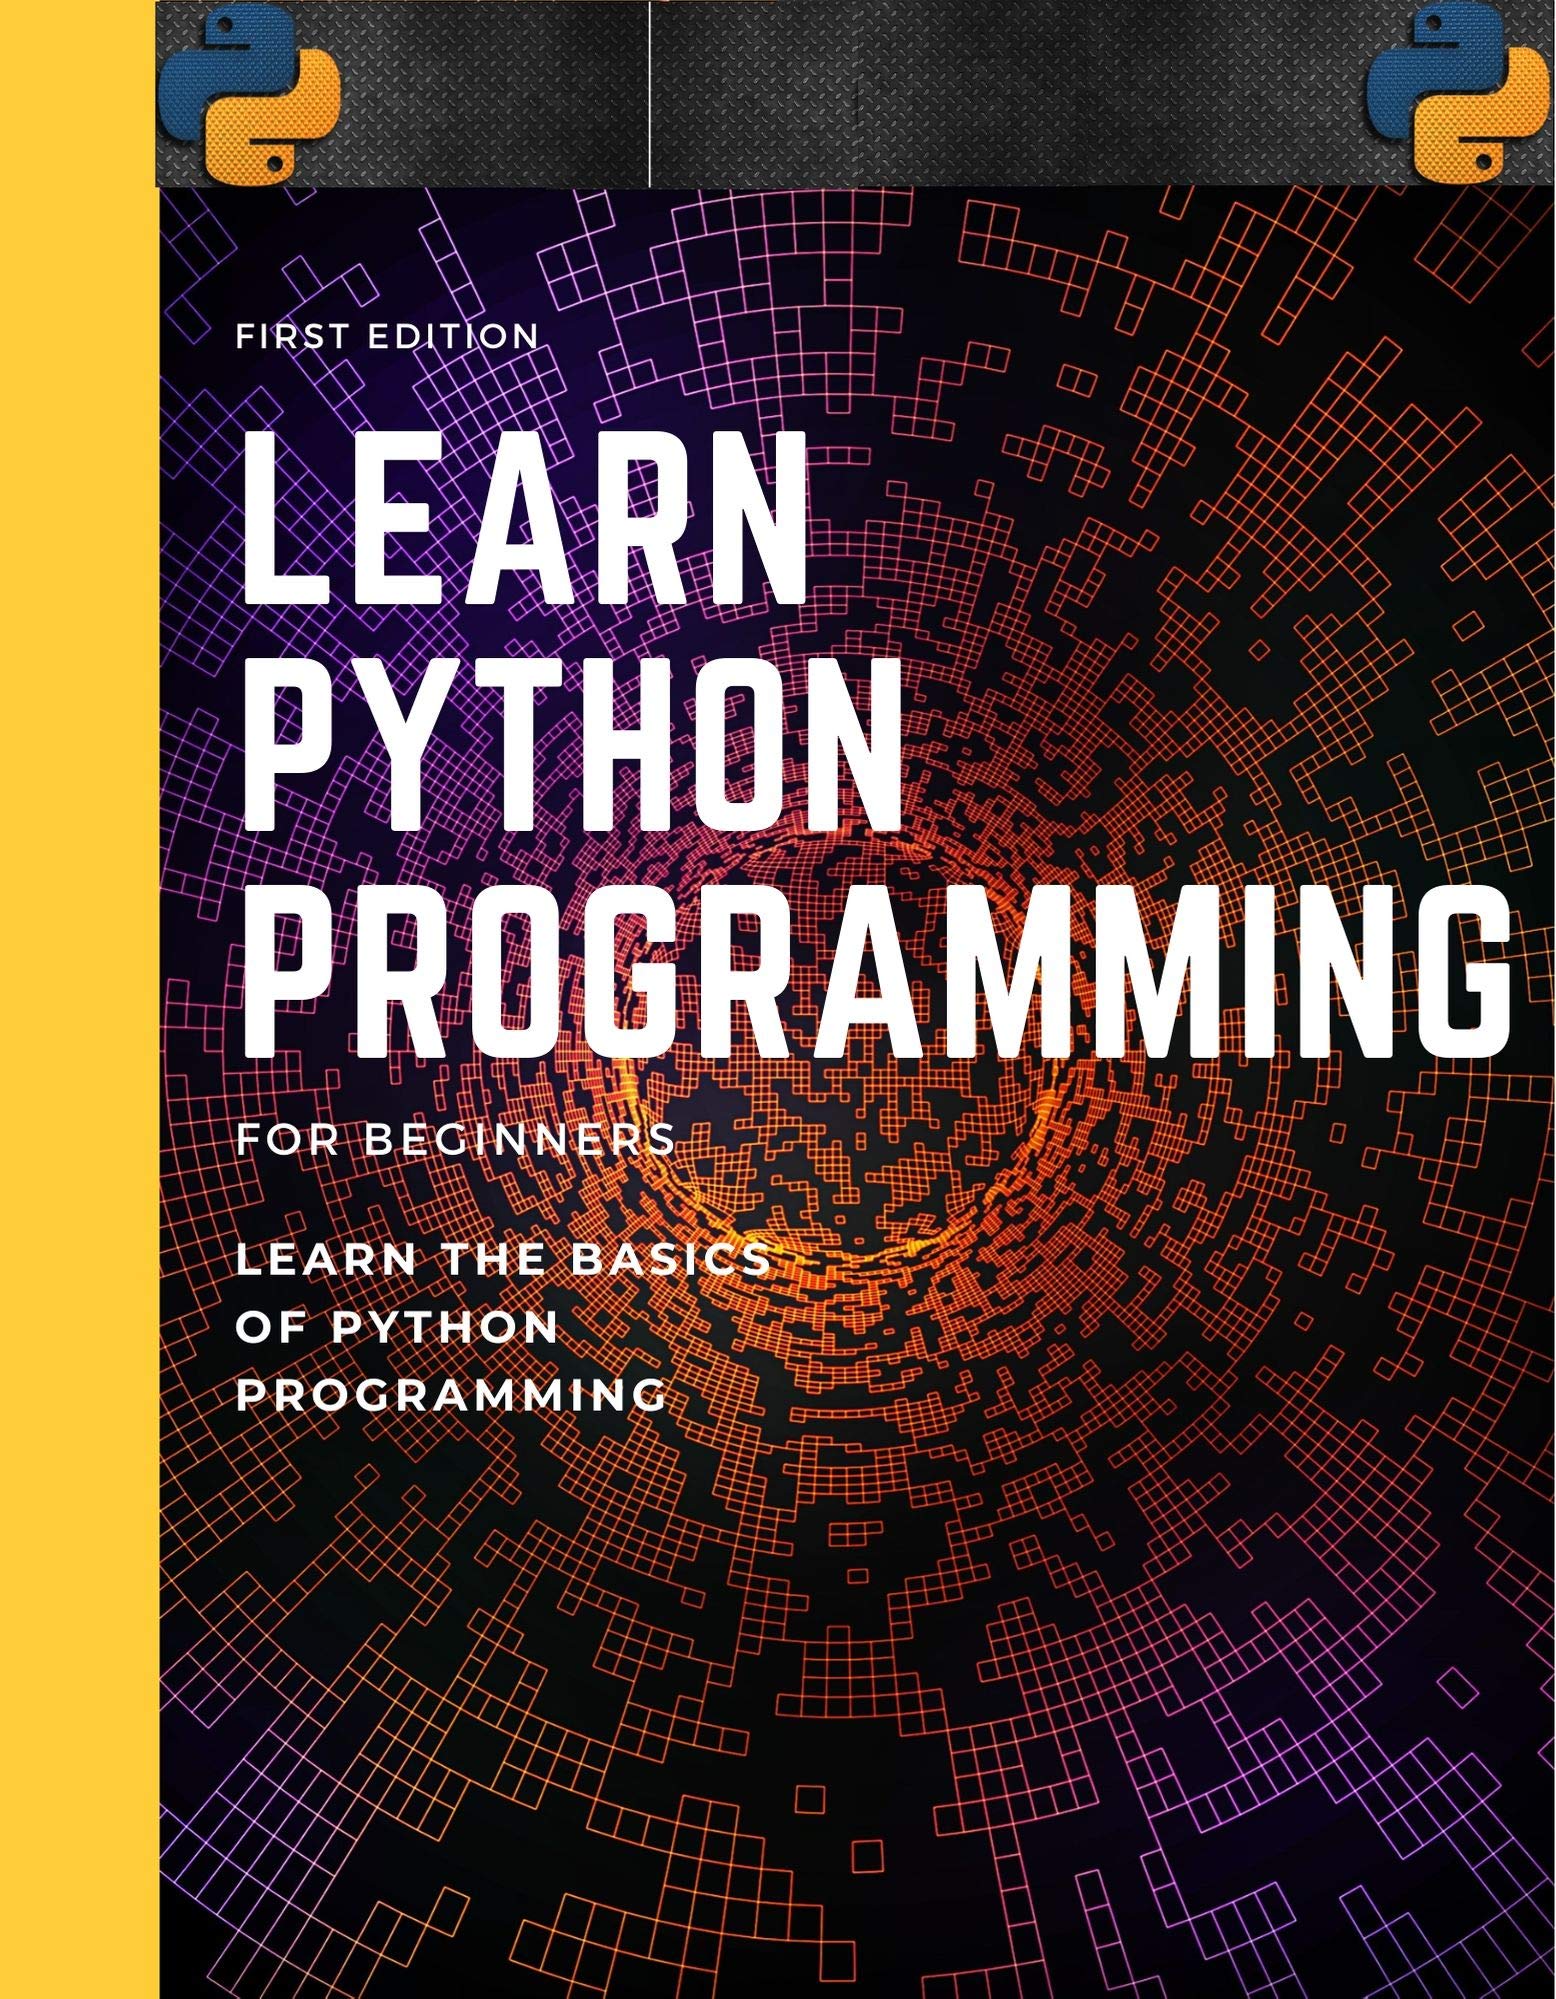 FIRST EDITION
LEARN
PYTHON
PROGRAMMING
FOR BEGINNERS
LEARN THE BASICS
OF PYTHON
PROGRAMMING